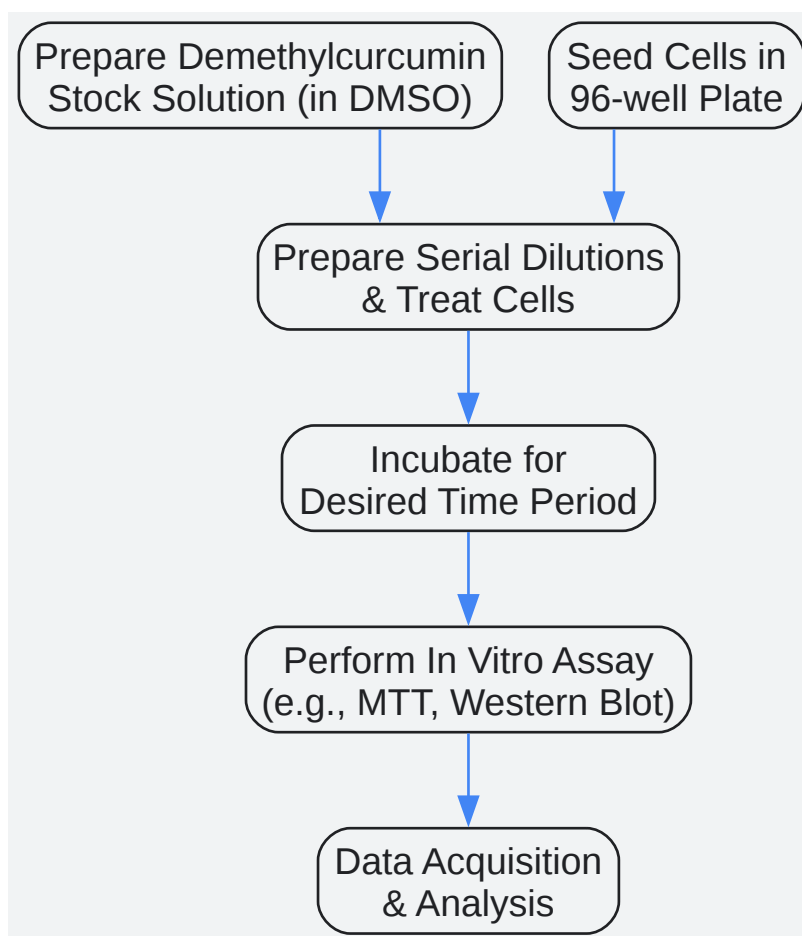 Prepare Demethylcurcumin
Stock Solution (in DMSO)
Seed Cells in
96-well Plate
Prepare Serial Dilutions
& Treat Cells
Incubate for
Desired Time Period
Perform In Vitro Assay
(e.g., MTT, Western Blot)
Data Acquisition
& Analysis